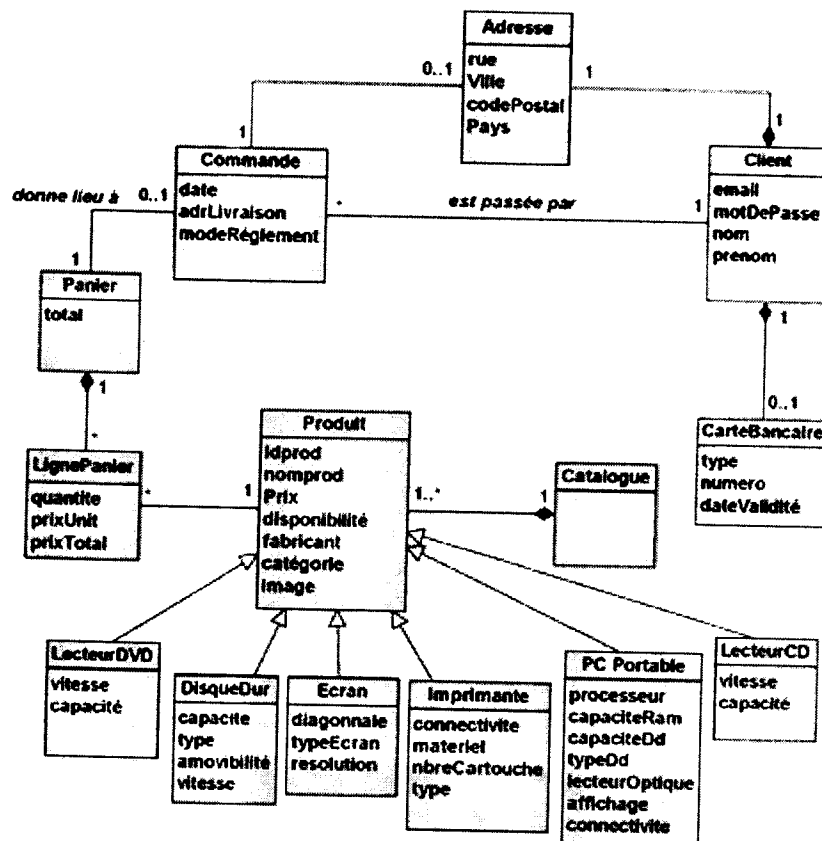 Adresse
rue
Ville
codePostal
Pays
0..1
1
1
1
Commande
date
adrLivraison
modeRéglement
donne lieu à
0..1
*
est passée par
1
Client
email
motDePasse
nom
prenom
1
Panier
total
1
*
1
0..1
CarteBancaire
type
numero
dateValidité
LignePanier
quantite
prixUnit
prixTotal
*
1
Produit
idprod
nomprod
Prix
disponibilité
fabricant
catégorie
image
1..*
1
Catalogue
LecteurDVD
vitesse
capacité
DisqueDur
capacite
type
amovibilité
vitesse
Ecran
diagonnale
typeEcran
resolution
Imprimante
connectivite
materiel
nbreCartouche
type
PC Portable
processeur
capaciteRam
capaciteDd
typeDd
lecteurOptique
affichage
connectivite
LecteurCD
vitesse
capacité